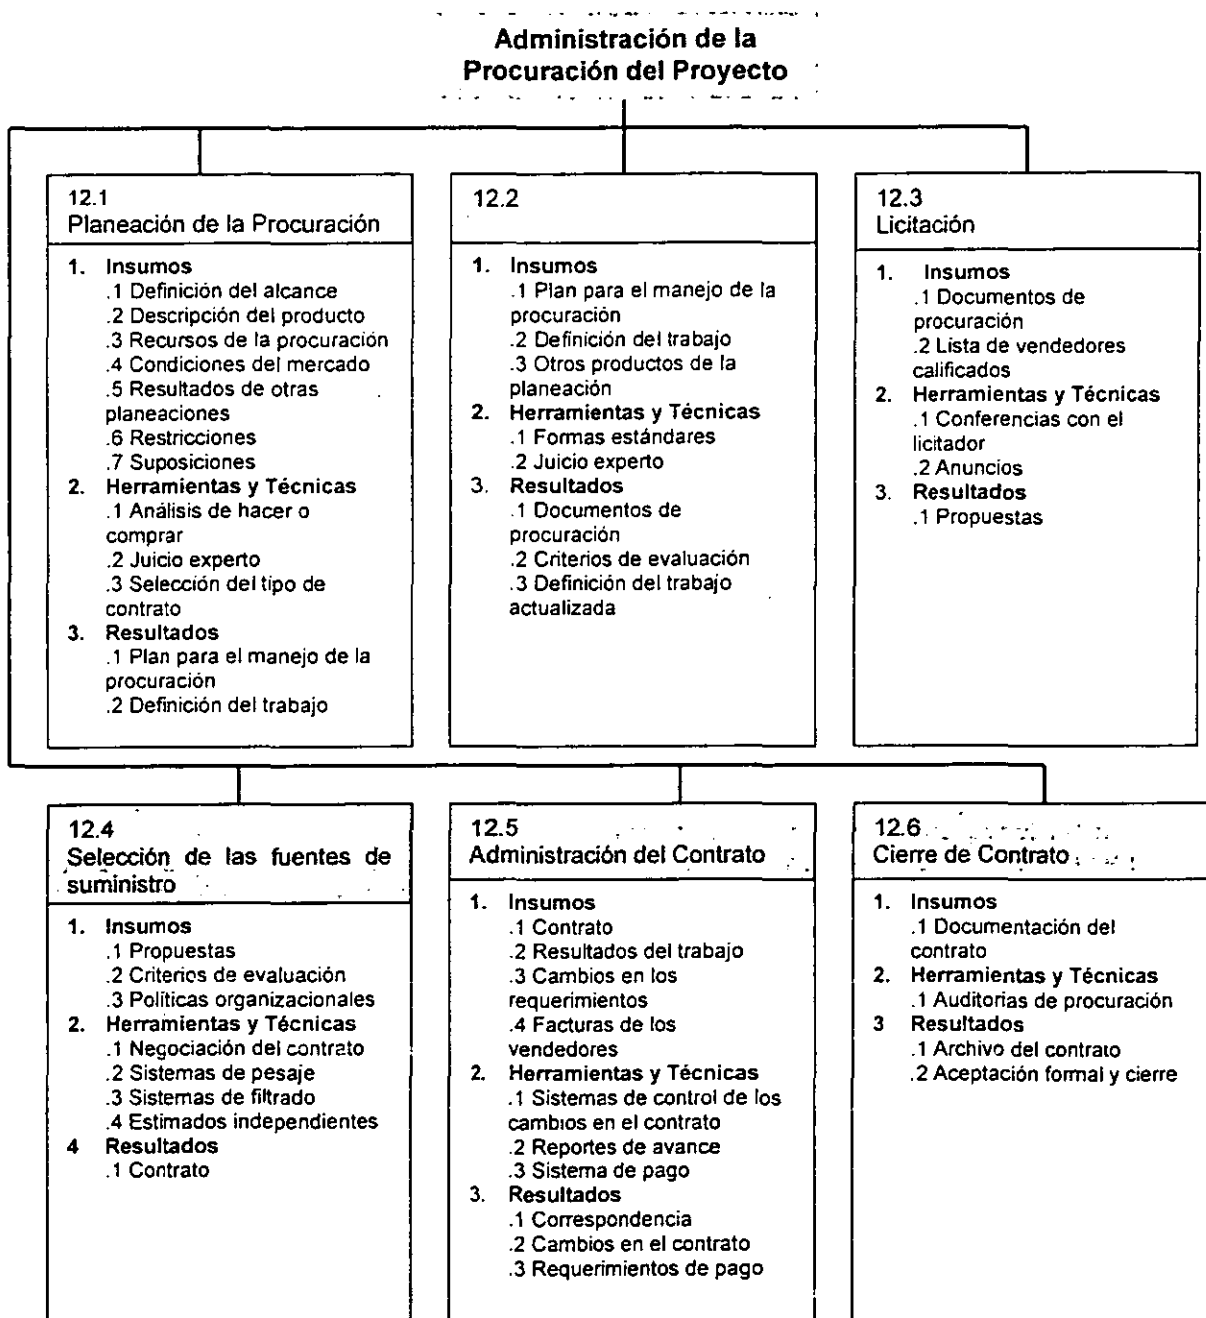 Administración de la
Procuración del Proyecto
12.1
Planeación de la Procuración
1. Insumos
.1 Definición del alcance
.2 Descripción del producto
.3 Recursos de la procuración
.4 Condiciones del mercado
.5 Resultados de otras
planeaciones
.6 Restricciones
.7 Suposiciones
2. Herramientas y Técnicas
.1 Análisis de hacer o
comprar
.2 Juicio experto
.3 Selección del tipo de
contrato
3. Resultados
.1 Plan para el manejo de la
procuración
.2 Definición del trabajo
12.2
1. Insumos
.1 Plan para el manejo de la
procuración
.2 Definición del trabajo
.3 Otros productos de la
planeación
2. Herramientas y Técnicas
.1 Formas estándares
.2 Juicio experto
3. Resultados
.1 Documentos de
procuración
.2 Criterios de evaluación
.3 Definición del trabajo
actualizada
12.3
Licitación
1. Insumos
.1 Documentos de
procuración
.2 Lista de vendedores
calificados
2. Herramientas y Técnicas
.1 Conferencias con el
licitador
.2 Anuncios
3. Resultados
.1 Propuestas
12.4
Selección de las fuentes de
suministro
1. Insumos
.1 Propuestas
.2 Criterios de evaluación
.3 Políticas organizacionales
2. Herramientas y Técnicas
.1 Negociación del contrato
.2 Sistemas de pesaje
.3 Sistemas de filtrado
.4 Estimados independientes
4 Resultados
.1 Contrato
12.5
Administración del Contrato
1. Insumos
.1 Contrato
.2 Resultados del trabajo
.3 Cambios en los
requerimientos
.4 Facturas de los
vendedores
2. Herramientas y Técnicas
.1 Sistemas de control de los
cambios en el contrato
.2 Reportes de avance
.3 Sistema de pago
3. Resultados
.1 Correspondencia
.2 Cambios en el contrato
.3 Requerimientos de pago
12.6
Cierre de Contrato
1. Insumos
.1 Documentación del
contrato
2. Herramientas y Técnicas
.1 Auditorias de procuración
3 Resultados
.1 Archivo del contrato
.2 Aceptación formal y cierre